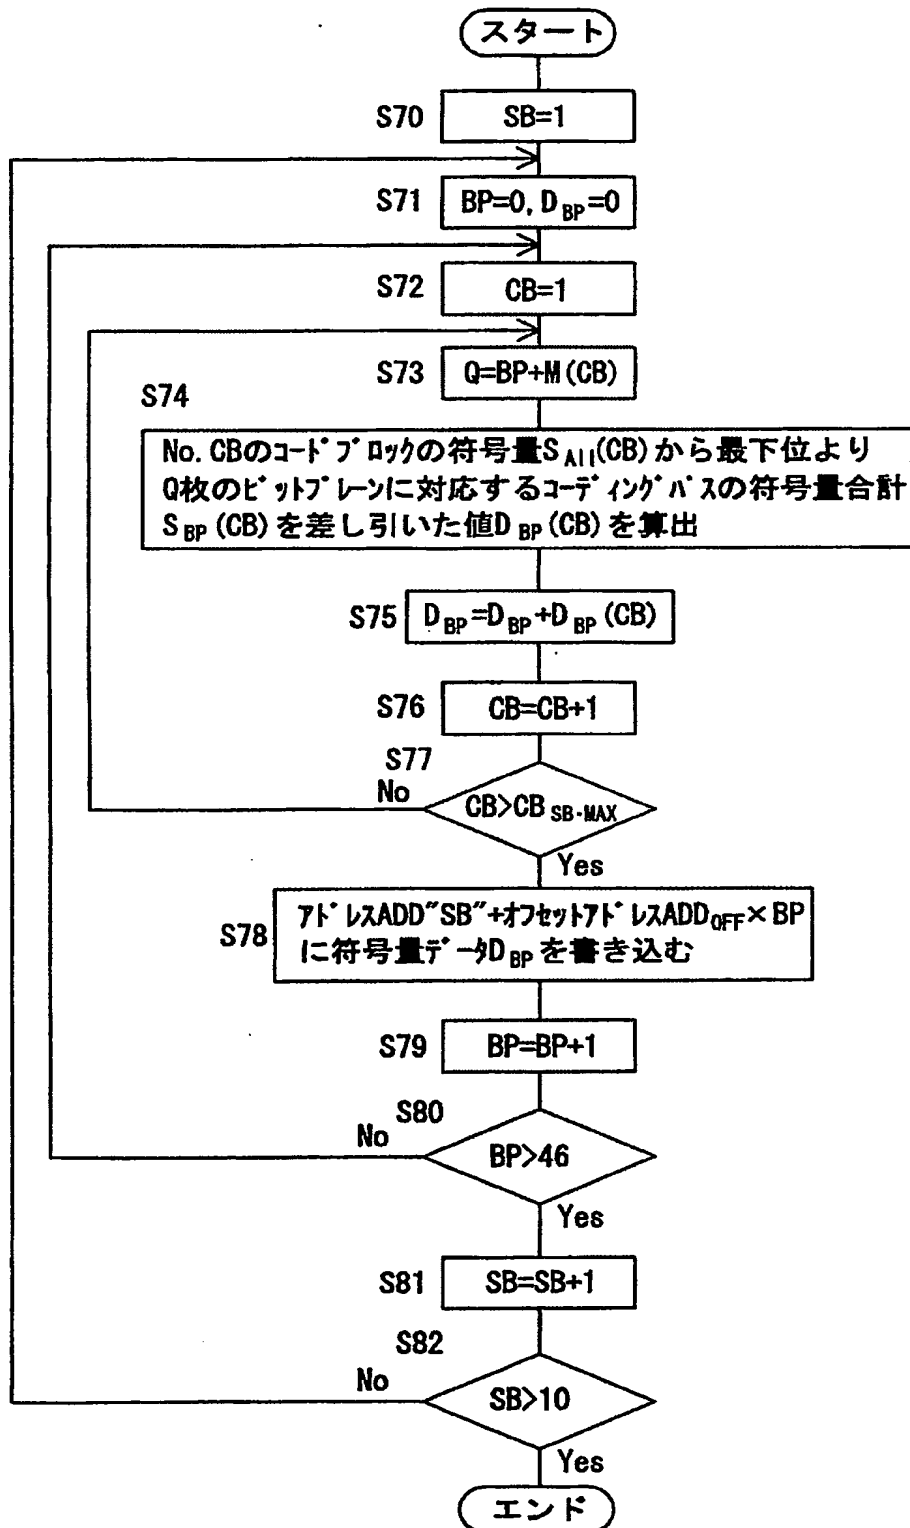 スタート
S70
SB=1
S71
BP=0, D_BP=0
S72
CB=1
S73
Q=BP+M(CB)
S74
No. CBのコードブロックの符号量S_All(CB)から最下位より
Q枚のビットプレーンに対応するコーディングパスの符号量合計
S_BP(CB)を差し引いた値D_BP(CB)を算出
S75
D_BP=D_BP+D_BP(CB)
S76
CB=CB+1
S77
No
CB>CB_SB-MAX
Yes
S78
アドレスADD"SB"+オフセットアドレスADD_OFF×BP
に符号量データD_BPを書き込む
S79
BP=BP+1
S80
No
BP>46
Yes
S81
SB=SB+1
S82
No
SB>10
Yes
エンド